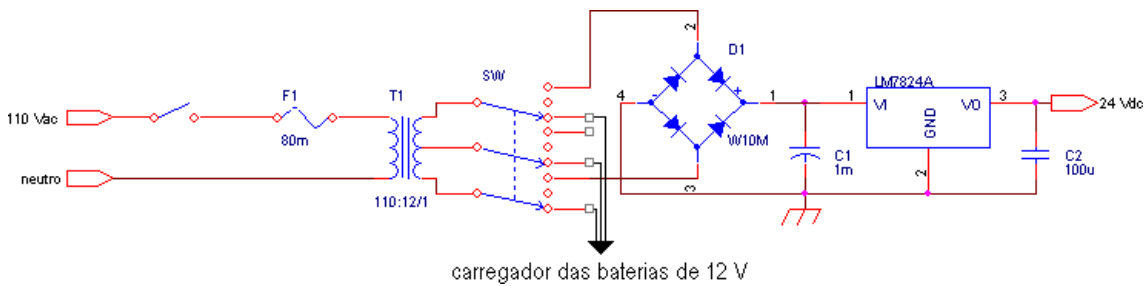 110 Vac
neutro
F1
80m
T1
110:12/1
SW
2
D1
4
-
+
W10M
3
1
C1
1m
1
LM7824A
VI
VO
GND
2
3
C2
100u
24 Vdc
carregador das baterias de 12 V